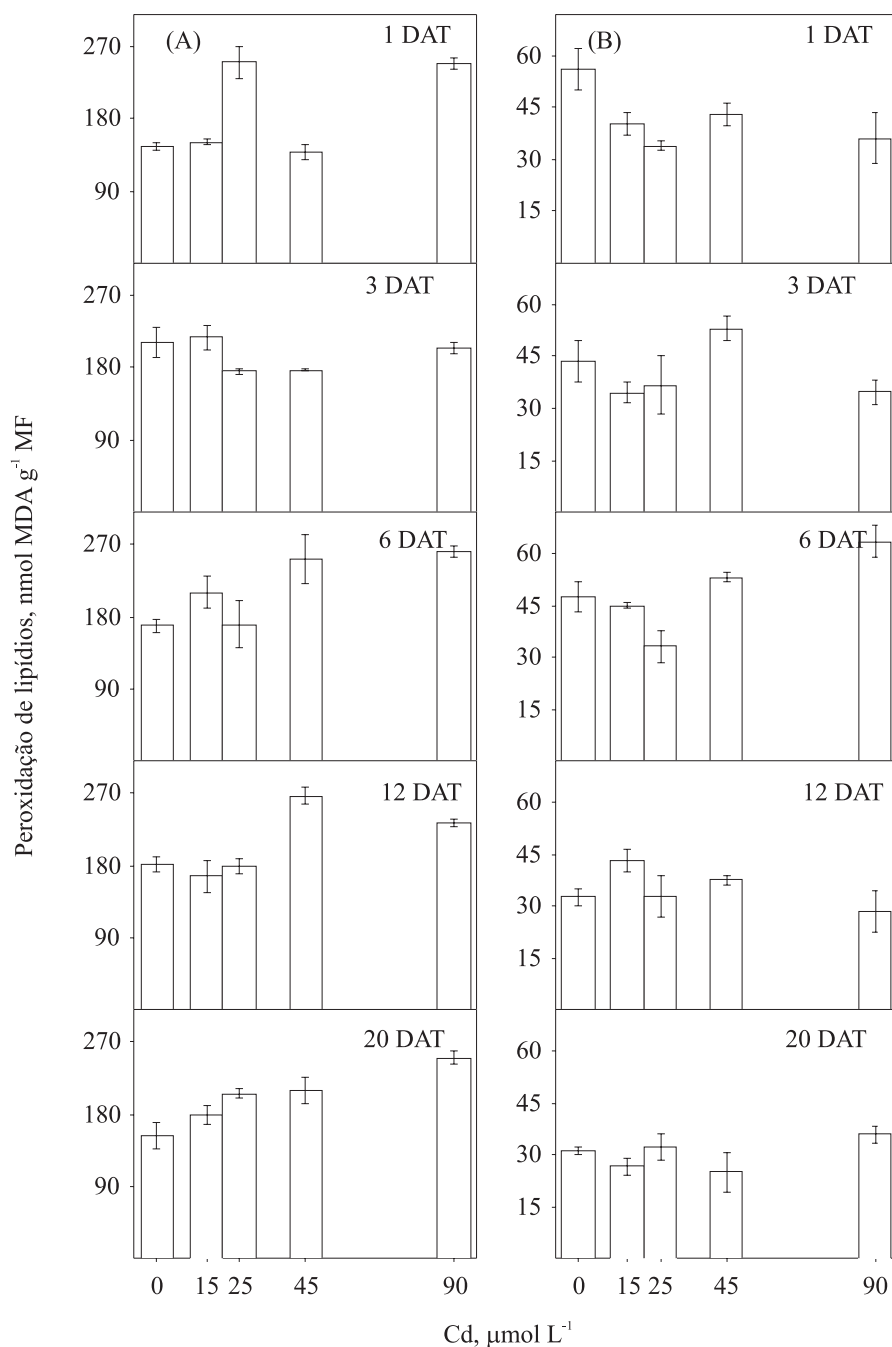 (A)
1 DAT
270
180
90
(B)
1 DAT
60
45
30
15
3 DAT
270
180
90
3 DAT
60
45
30
15
6 DAT
270
180
90
6 DAT
60
45
30
15
12 DAT
270
180
90
12 DAT
60
45
30
15
20 DAT
270
180
90
20 DAT
60
45
30
15
0 15 25 45 90
0 15 25 45 90
Peroxidação de lipídios, nmol MDA g⁻¹ MF
Cd, µmol L⁻¹